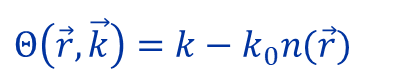 Θ(r⃗, k⃗) = k − k₀n(r⃗)